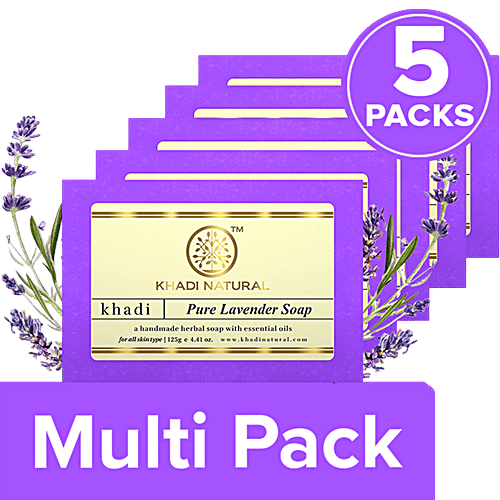 5
PACKS
TM
KHADI NATURAL
khadi | Pure Lavender Soap
a handmade herbal soap with essential oils
for all skin type | 125g e 4.41 oz. www.khadinatural.com
Multi Pack